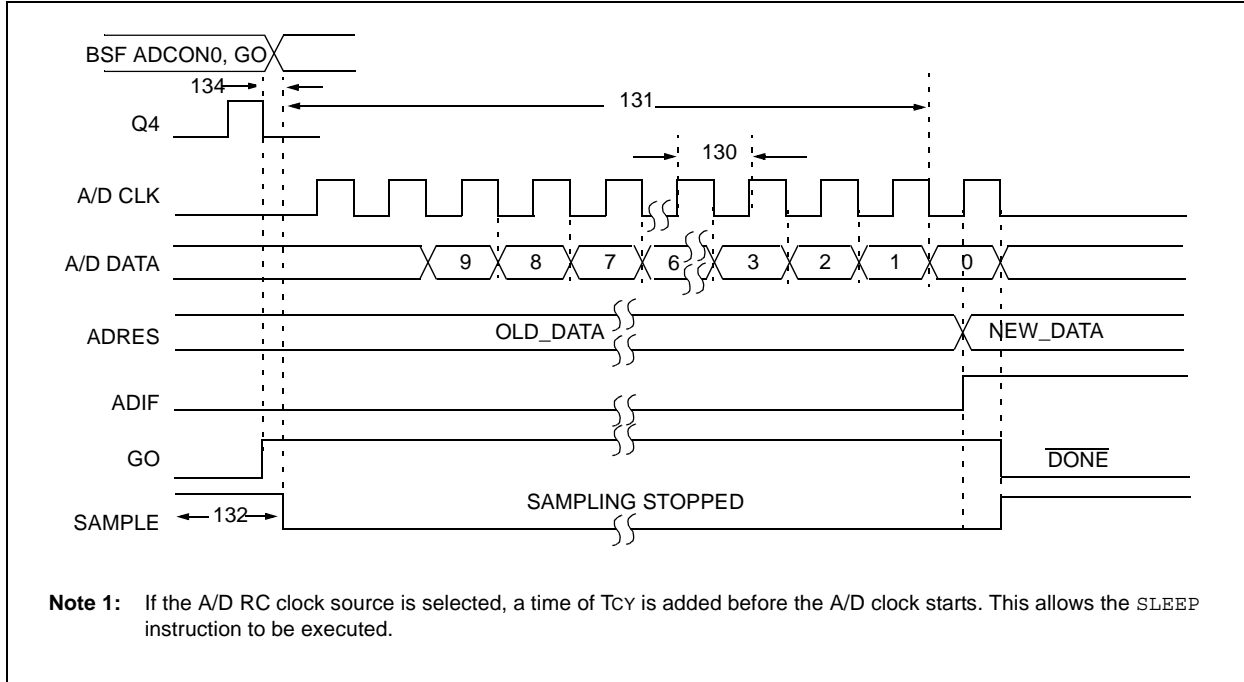 BSF ADCON0, GO
134
131
Q4
130
A/D CLK
A/D DATA
9 8 7 6 3 2 1 0
ADRES
OLD_DATA
NEW_DATA
ADIF
GO
DONE
SAMPLING STOPPED
SAMPLE
132
Note 1: If the A/D RC clock source is selected, a time of TCY is added before the A/D clock starts. This allows the SLEEP
instruction to be executed.